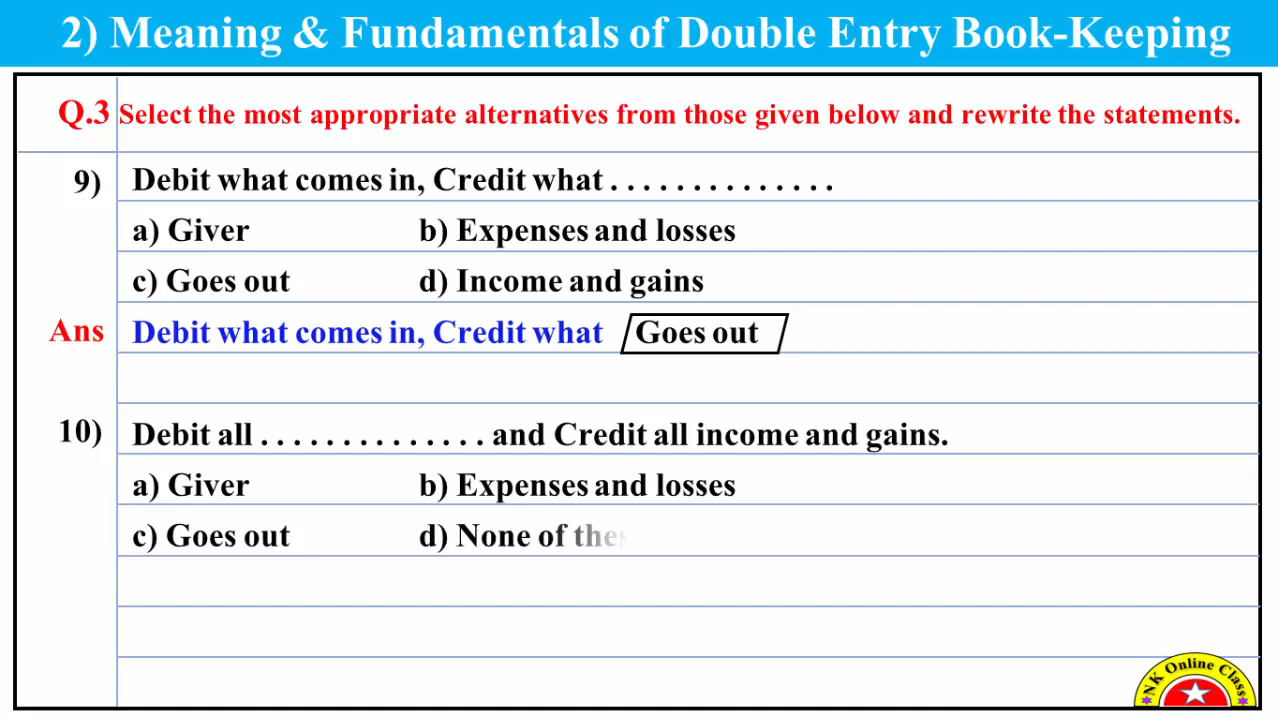 2) Meaning & Fundamentals of Double Entry Book-Keeping
Q.3 Select the most appropriate alternatives from those given below and rewrite the statements.
9) Debit what comes in, Credit what . . . . . . . . . . . . . .
a) Giver b) Expenses and losses
c) Goes out d) Income and gains
Ans Debit what comes in, Credit what Goes out
10) Debit all . . . . . . . . . . . . . . and Credit all income and gains.
a) Giver b) Expenses and losses
c) Goes out d) None of
NK Online Class